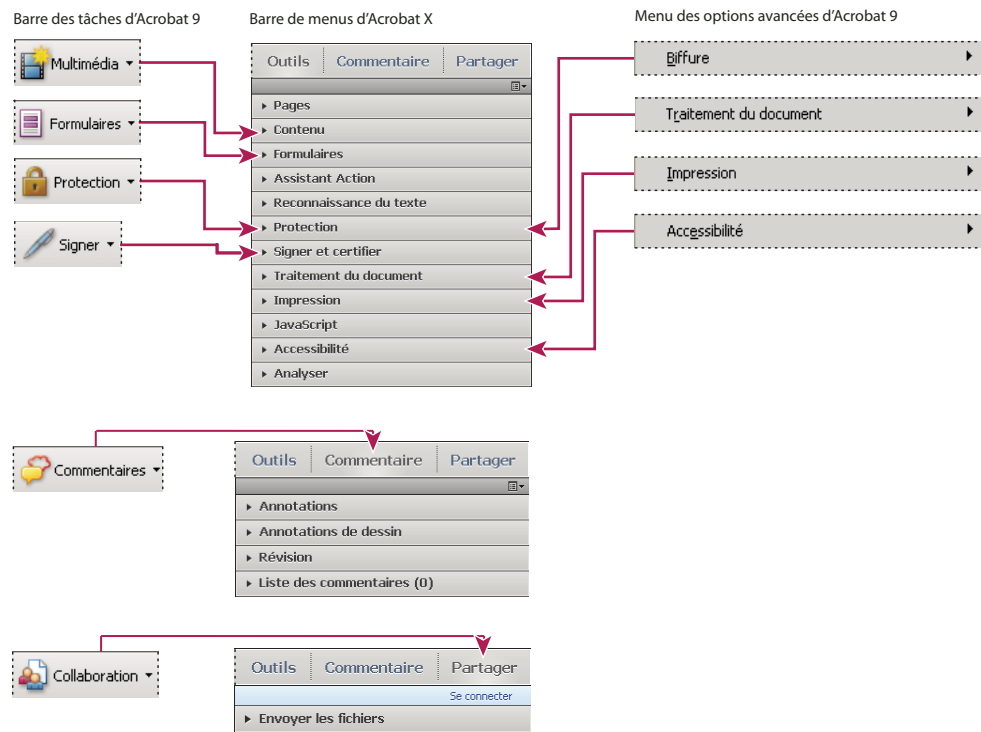 Barre des tâches d'Acrobat 9
Barre de menus d'Acrobat X
Menu des options avancées d'Acrobat 9
Multimédia
Formulaires
Protection
Signer
Outils Commentaire Partager
Pages
Contenu
Formulaires
Assistant Action
Reconnaissance du texte
Protection
Signer et certifier
Traitement du document
Impression
JavaScript
Accessibilité
Analyser
Biffure
Traitement du document
Impression
Accessibilité
Commentaires
Outils Commentaire Partager
Annotations
Annotations de dessin
Révision
Liste des commentaires (0)
Collaboration
Outils Commentaire Partager
Se connecter
Envoyer les fichiers